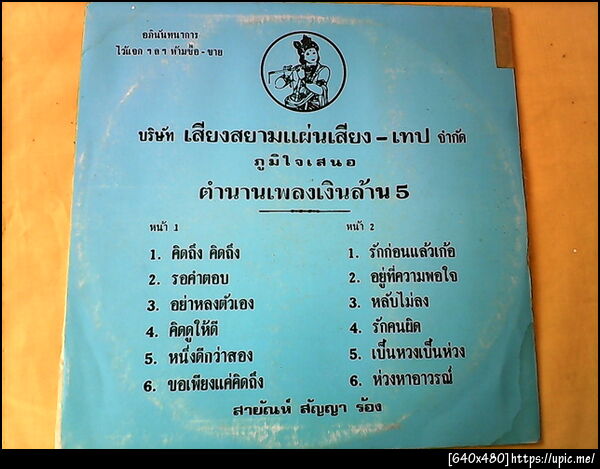 อภินันทนาการ
ไว้แจก ฯลฯ ห้ามซื้อ - ขาย
บริษัท เสียงสยามแผ่นเสียง - เทป จำกัด
ภูมิใจเสนอ
ตำนานเพลงเงินล้าน 5
หน้า 1
1. คิดถึง คิดถึง
2. รอคำตอบ
3. อย่าหลงตัวเอง
4. คิดดูให้ดี
5. หนึ่งดีกว่าสอง
6. ขอเพียงแค่คิดถึง
หน้า 2
1. รักก่อนแล้วเก้อ
2. อยู่ที่ความพอใจ
3. หลับไม่ลง
4. รักคนผิด
5. เป็นหวงเป็นห่วง
6. ห่วงหาอาวรณ์
สายัณห์ สัญญา ร้อง
[640x480]https://upic.me/